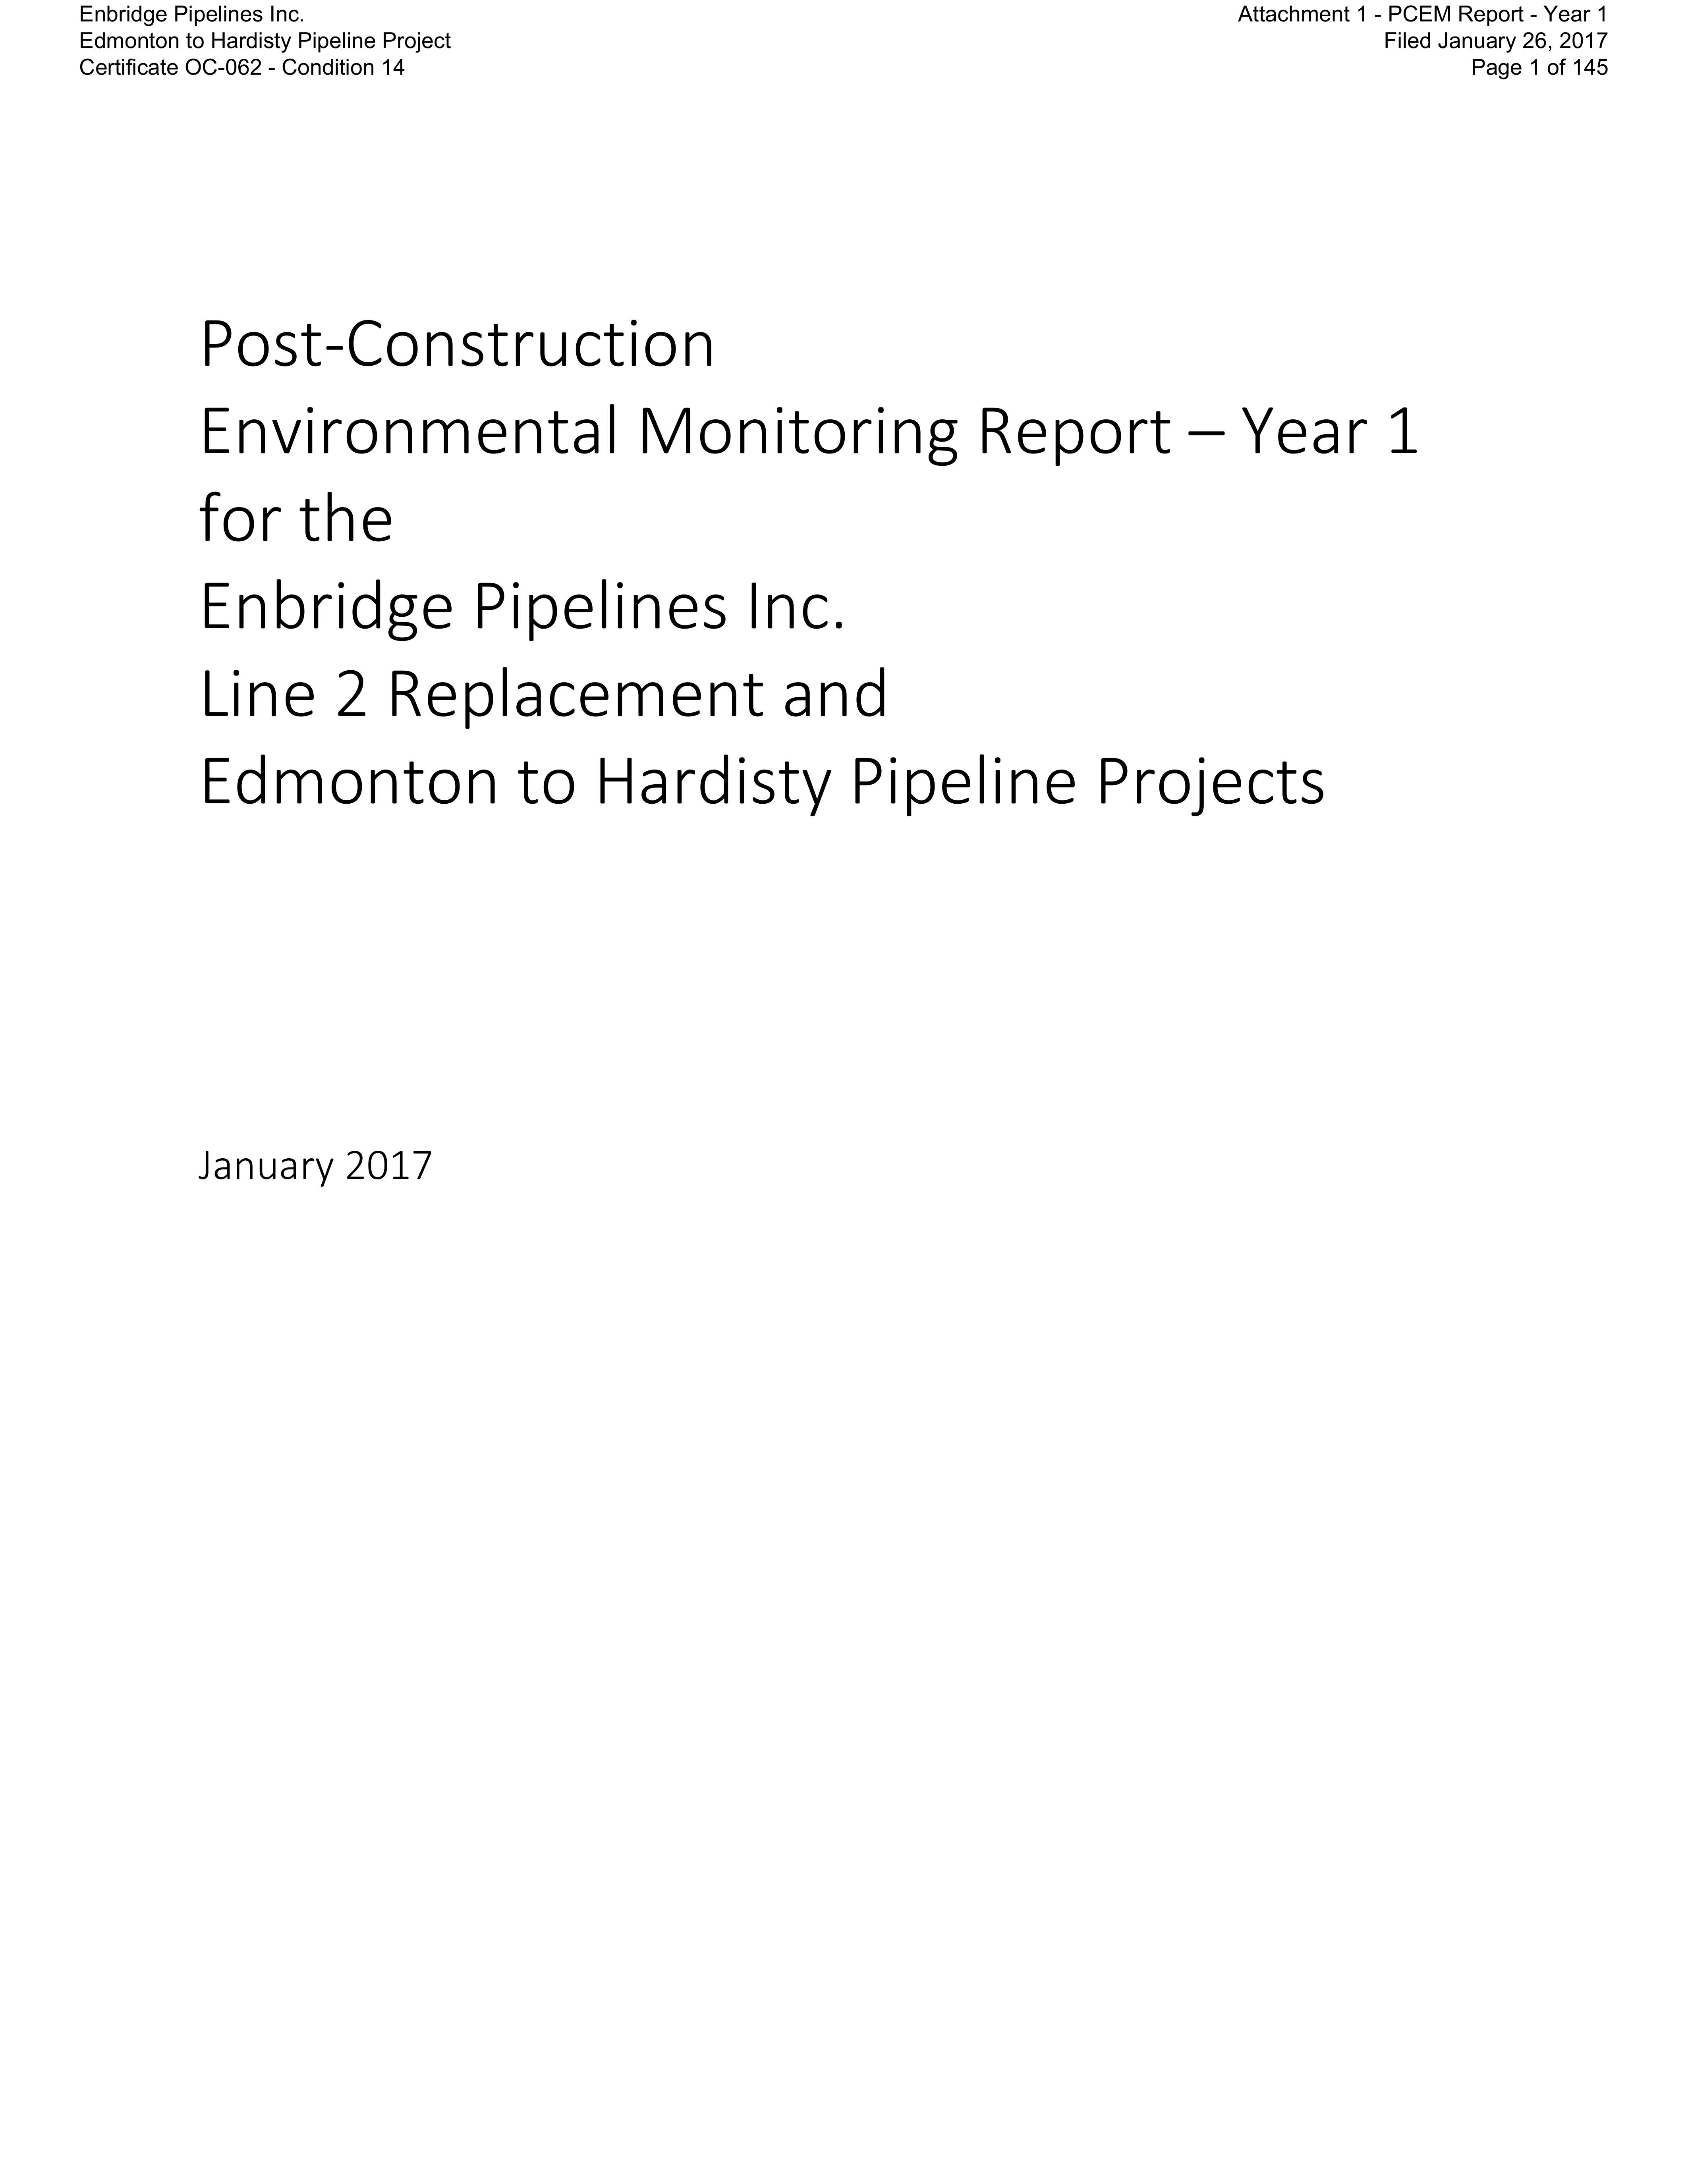 Enbridge Pipelines Inc.
Edmonton to Hardisty Pipeline Project
Certificate OC-062 - Condition 14
Attachment 1 - PCEM Report - Year 1
Filed January 26, 2017
Page 1 of 145
Post-Construction
Environmental Monitoring Report – Year 1
for the
Enbridge Pipelines Inc.
Line 2 Replacement and
Edmonton to Hardisty Pipeline Projects
January 2017